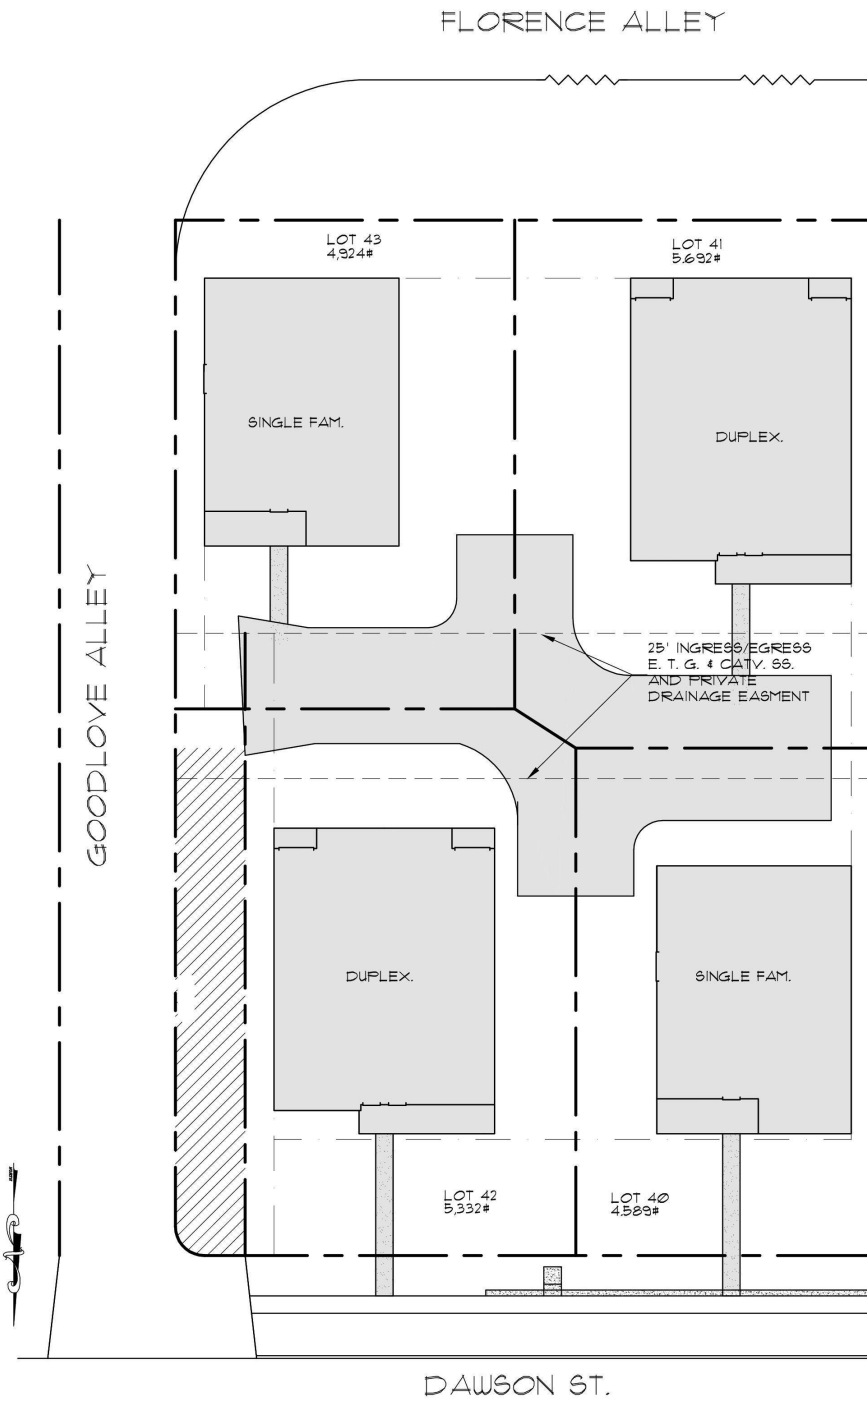 FLORENCE ALLEY
LOT 43
4,924#
LOT 41
5.692#
SINGLE FAM.
DUPLEX.
GOODLOVE ALLEY
25' INGRESS/EGRESS
E. T. G. & CATV. SS.
AND PRIVATE
DRAINAGE EASMENT
DUPLEX.
SINGLE FAM.
LOT 42
5,332#
LOT 40
4.589#
DAWSON ST.